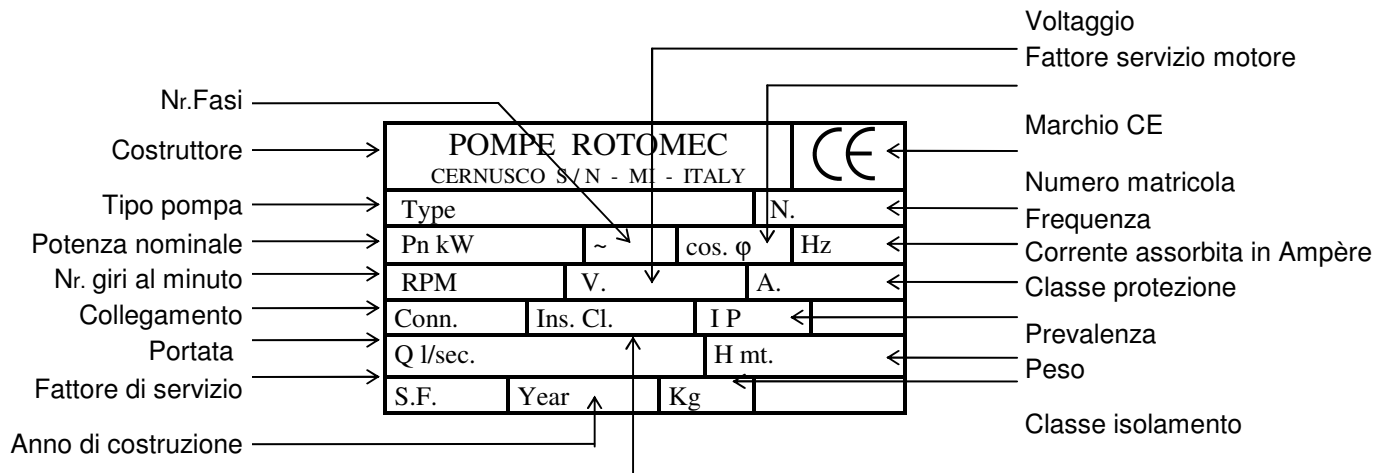 Voltaggio
Fattore servizio motore
Nr.Fasi
Marchio CE
Costruttore
POMPE ROTOMEC
CERNUSCO S / N - MI - ITALY
CE
Numero matricola
Tipo pompa
Type
N.
Frequenza
Potenza nominale
Pn kW
~
cos. φ
Hz
Corrente assorbita in Ampère
Nr. giri al minuto
RPM
V.
A.
Classe protezione
Collegamento
Conn.
Ins. Cl.
I P
Prevalenza
Portata
Q l/sec.
H mt.
Peso
Fattore di servizio
S.F.
Year
Kg
Classe isolamento
Anno di costruzione